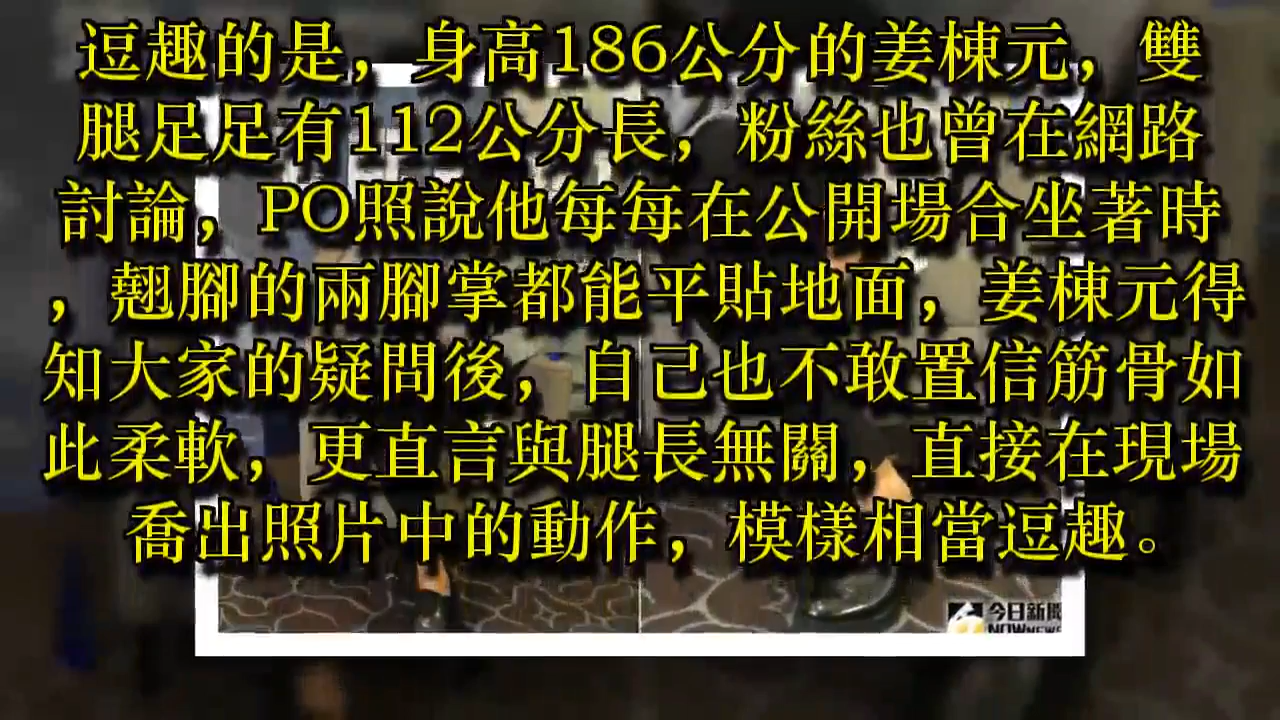 逗趣的是，身高186公分的姜棟元，雙
腿足足有112公分長，粉絲也曾在網路
討論，PO照說他每每在公開場合坐著時
，翹腳的兩腳掌都能平貼地面，姜棟元得
知大家的疑問後，自己也不敢置信筋骨如
此柔軟，更直言與腿長無關，直接在現場
喬出照片中的動作，模樣相當逗趣。
今日新聞
NOWNEWS